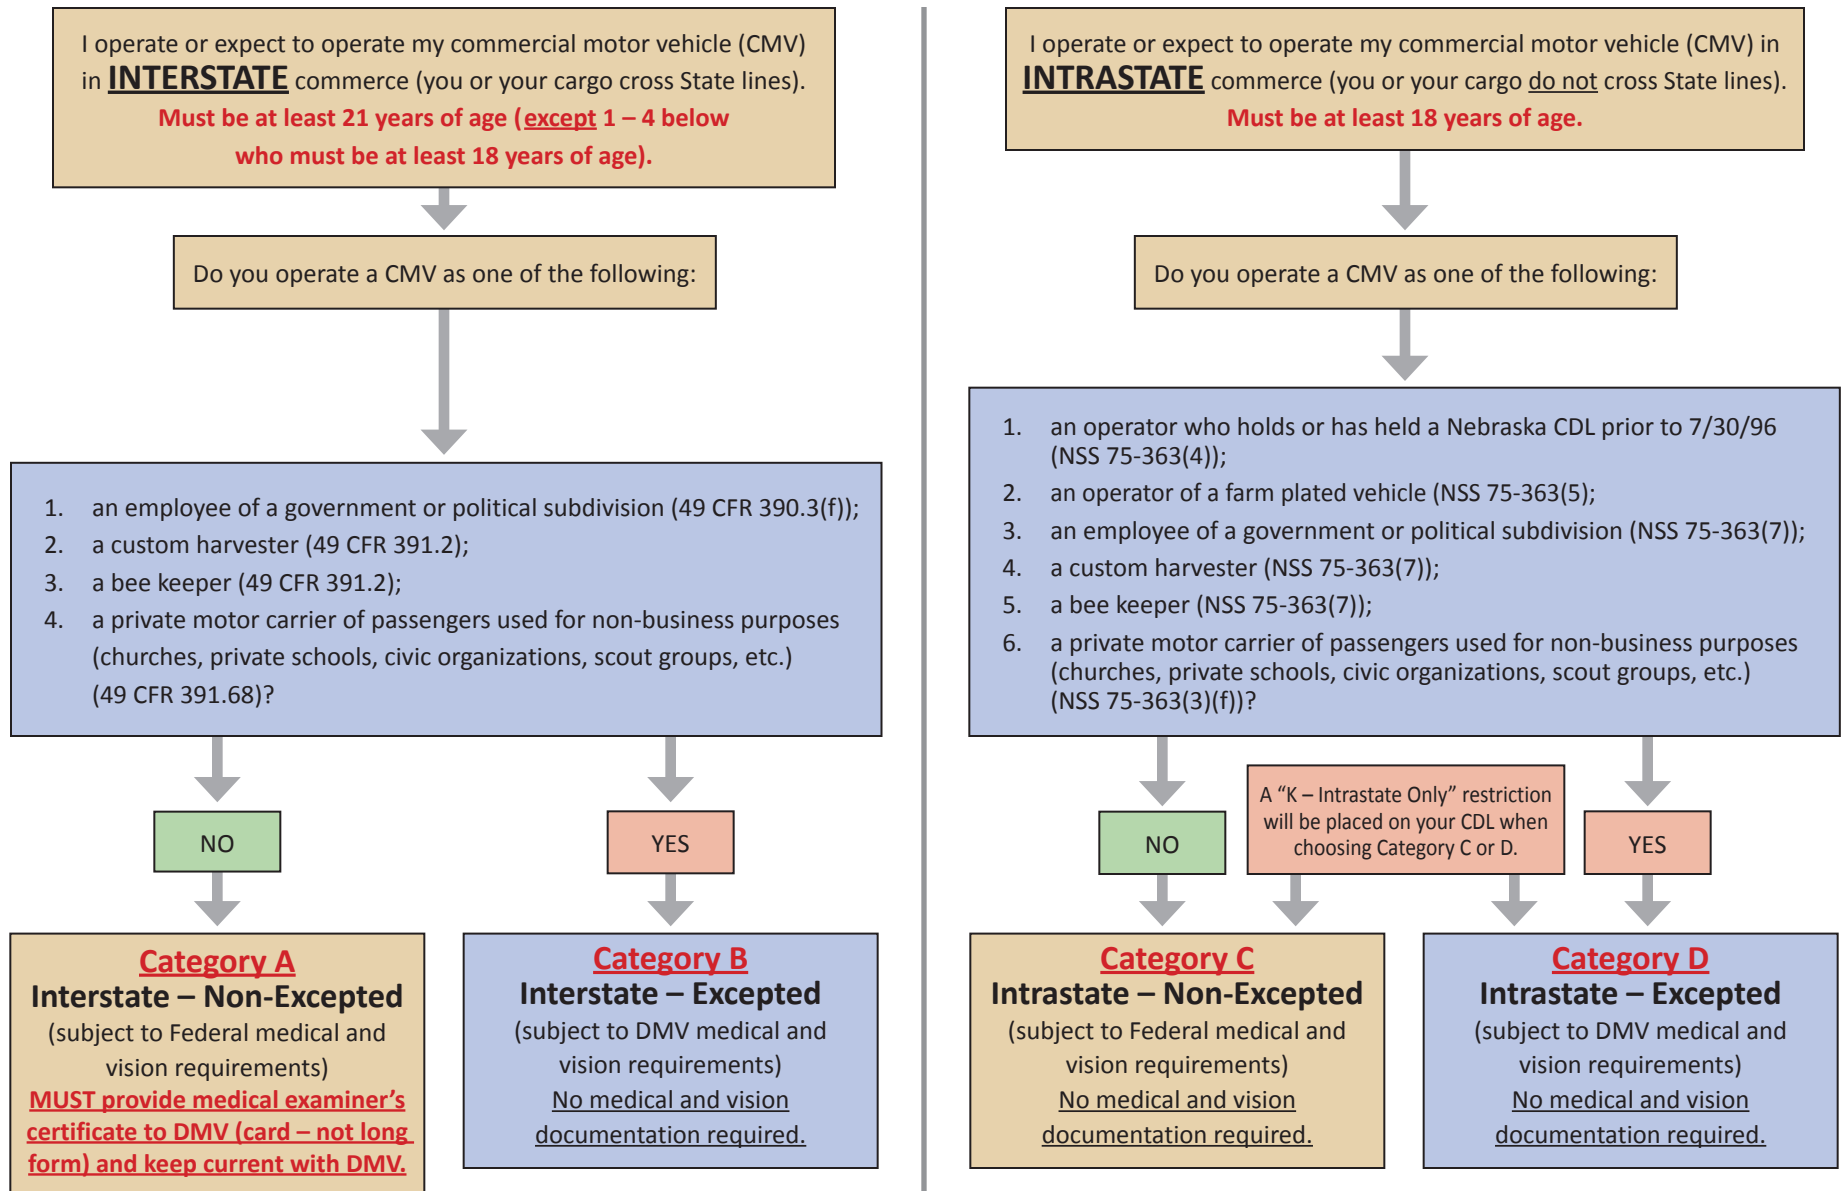 I operate or expect to operate my commercial motor vehicle (CMV)
in INTERSTATE commerce (you or your cargo cross State lines).
Must be at least 21 years of age (except 1 – 4 below
who must be at least 18 years of age).
Do you operate a CMV as one of the following:
1. an employee of a government or political subdivision (49 CFR 390.3(f));
2. a custom harvester (49 CFR 391.2);
3. a bee keeper (49 CFR 391.2);
4. a private motor carrier of passengers used for non-business purposes
(churches, private schools, civic organizations, scout groups, etc.)
(49 CFR 391.68)?
NO
YES
Category A
Interstate – Non-Excepted
(subject to Federal medical and
vision requirements)
MUST provide medical examiner’s
certificate to DMV (card – not long
form) and keep current with DMV.
Category B
Interstate – Excepted
(subject to DMV medical and
vision requirements)
No medical and vision
documentation required.
I operate or expect to operate my commercial motor vehicle (CMV) in
INTRASTATE commerce (you or your cargo do not cross State lines).
Must be at least 18 years of age.
Do you operate a CMV as one of the following:
1. an operator who holds or has held a Nebraska CDL prior to 7/30/96
(NSS 75-363(4));
2. an operator of a farm plated vehicle (NSS 75-363(5);
3. an employee of a government or political subdivision (NSS 75-363(7));
4. a custom harvester (NSS 75-363(7));
5. a bee keeper (NSS 75-363(7));
6. a private motor carrier of passengers used for non-business purposes
(churches, private schools, civic organizations, scout groups, etc.)
(NSS 75-363(3)(f))?
NO
A “K – Intrastate Only” restriction
will be placed on your CDL when
choosing Category C or D.
YES
Category C
Intrastate – Non-Excepted
(subject to Federal medical and
vision requirements)
No medical and vision
documentation required.
Category D
Intrastate – Excepted
(subject to DMV medical and
vision requirements)
No medical and vision
documentation required.